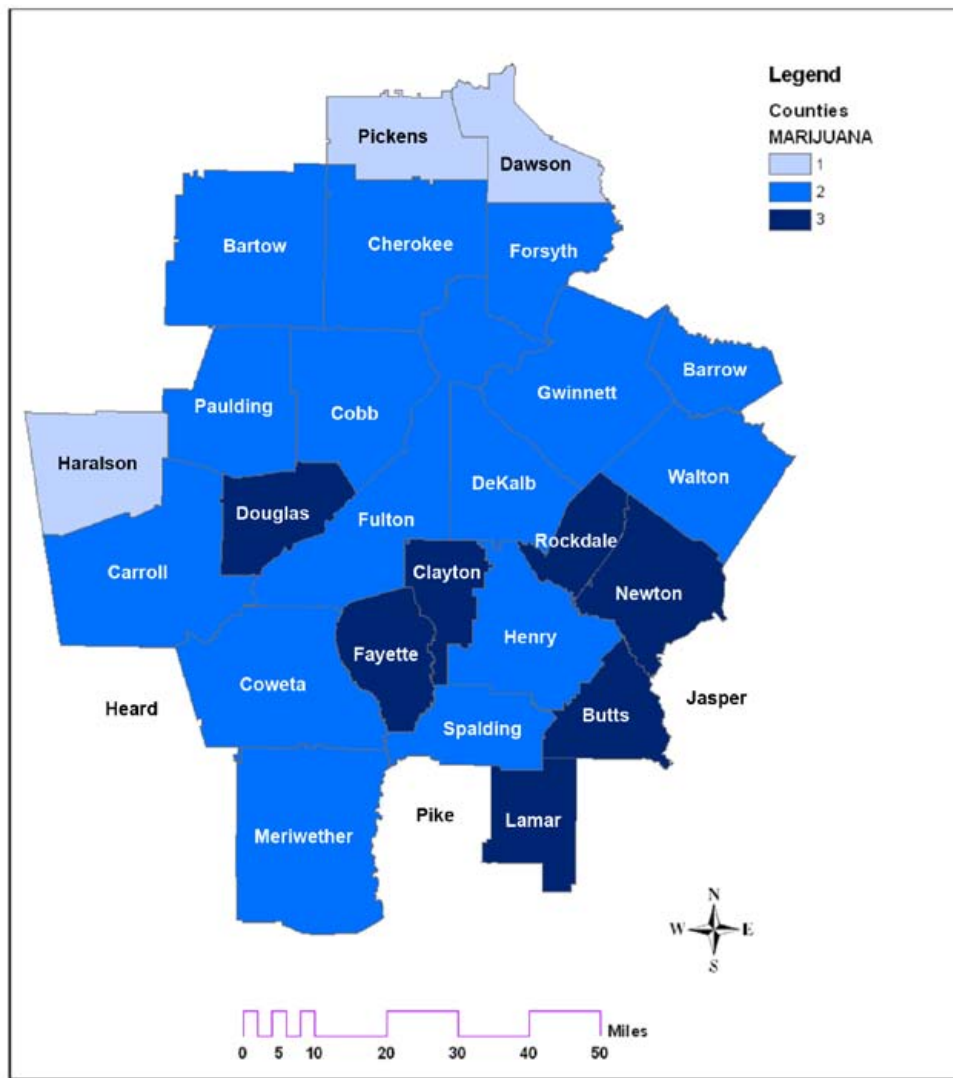 Legend
Counties
MARIJUANA
1
2
3
Pickens
Dawson
Bartow
Cherokee
Forsyth
Barrow
Gwinnett
Paulding
Cobb
Haralson
Walton
DeKalb
Douglas
Fulton
Rockdale
Carroll
Clayton
Newton
Henry
Fayette
Coweta
Heard
Jasper
Butts
Spalding
Pike
Lamar
Meriwether
N
W E
S
Miles
0 5 10 20 30 40 50